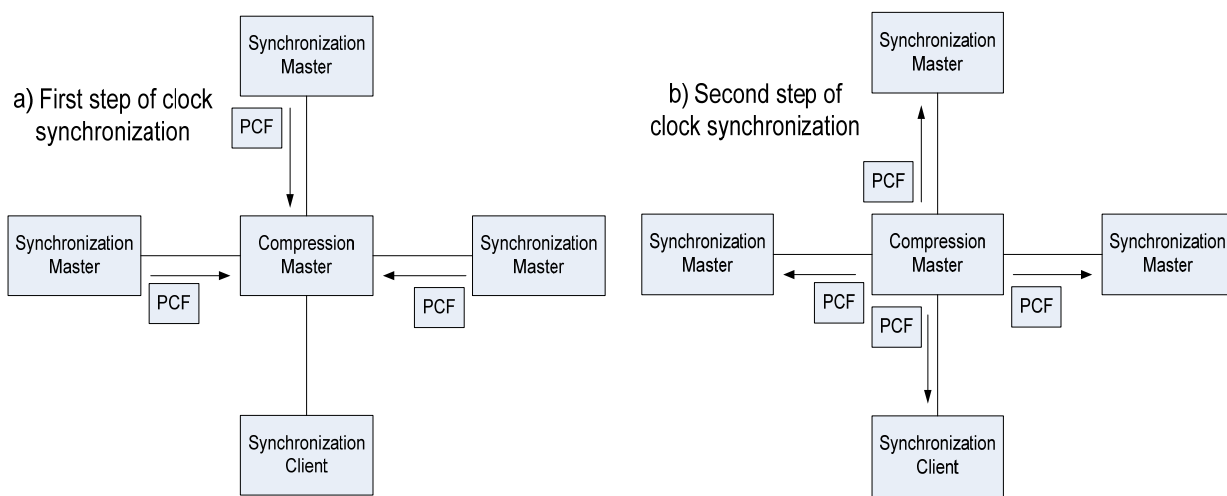 Synchronization
Master
a) First step of clock
synchronization
PCF
Synchronization
Master
Compression
Master
Synchronization
Master
PCF
PCF
Synchronization
Client
Synchronization
Master
b) Second step of
clock synchronization
PCF
Synchronization
Master
Compression
Master
Synchronization
Master
PCF
PCF
PCF
Synchronization
Client